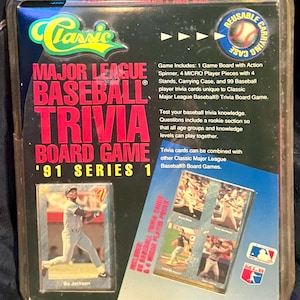 Classic
REUSABLE CARRYING CASE
MAJOR LEAGUE
BASEBALL®
TRIVIA
BOARD GAME
'91 SERIES 1
Game Includes: 1 Game Board with Action
Spinner, 4 MICRO Player Pieces with 4
Stands, Carrying Case, and 99 Baseball
player trivia cards unique to Classic
Major League Baseball® Trivia Board Game.
Test your baseball trivia knowledge.
Questions include a rookie section so
that all age groups and knowledge
levels can play together.
Trivia cards can be combined
with other Classic Major League
Baseball® Board Games.
Bo Jackson